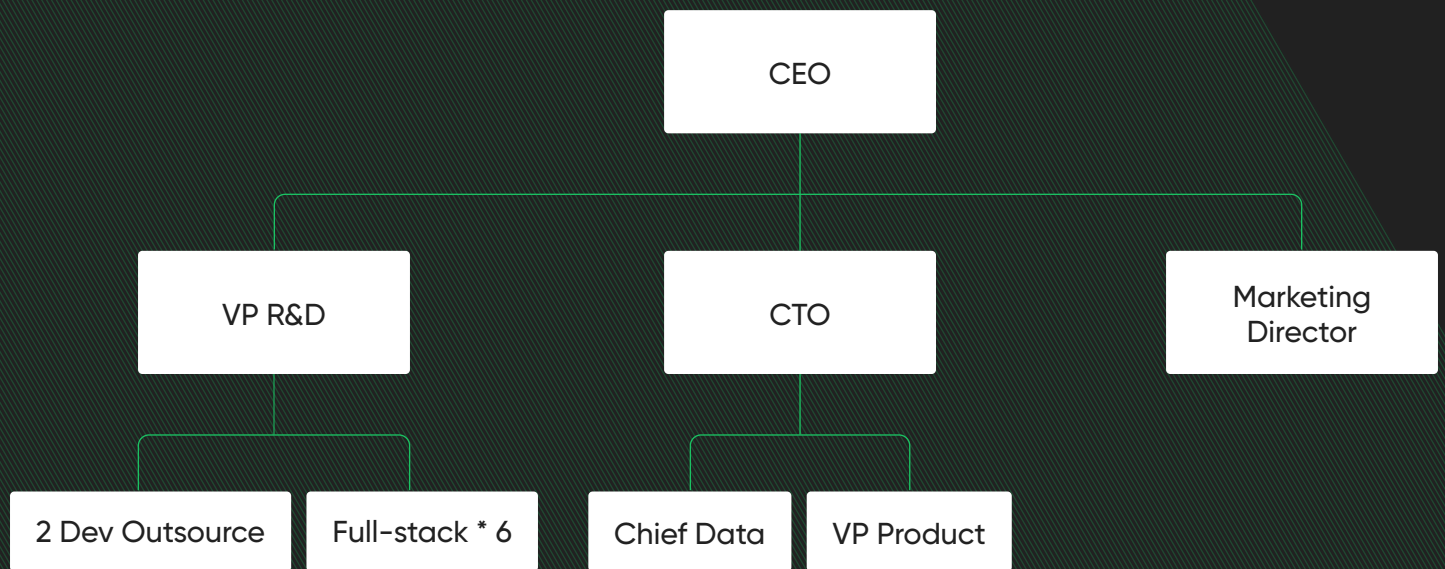 CEO
VP R&D
CTO
Marketing
Director
2 Dev Outsource
Full-stack * 6
Chief Data
VP Product